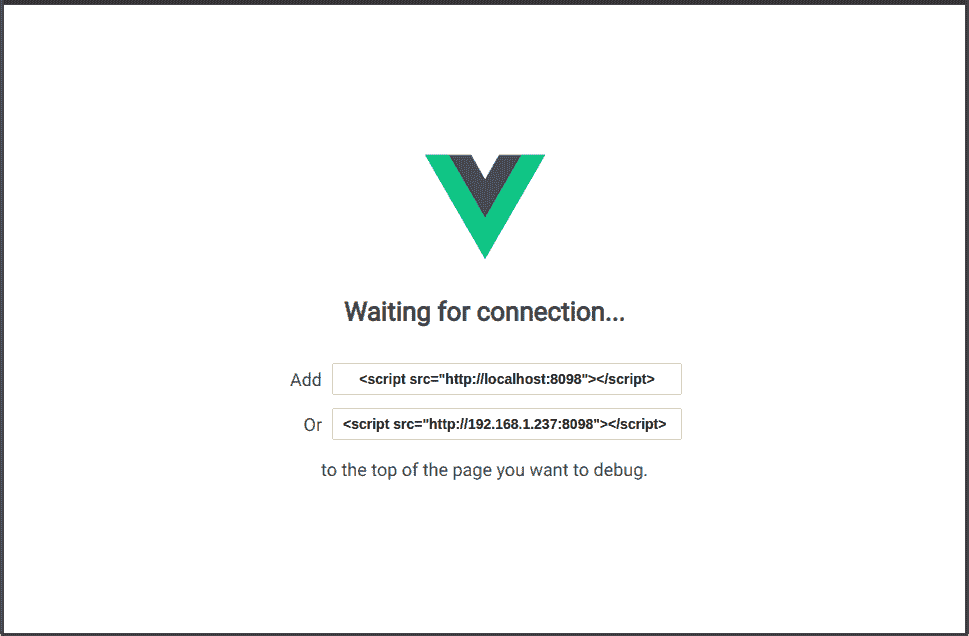 Waiting for connection...
Add <script src="http://localhost:8098"></script>
Or <script src="http://192.168.1.237:8098"></script>
to the top of the page you want to debug.